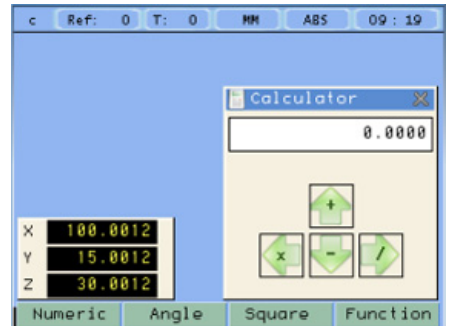 c Ref: 0 T: 0 MM ABS 09 : 19
Calculator
0.0000
+
x - /
X 100.0012
Y 15.0012
Z 30.0012
Numeric Angle Square Function